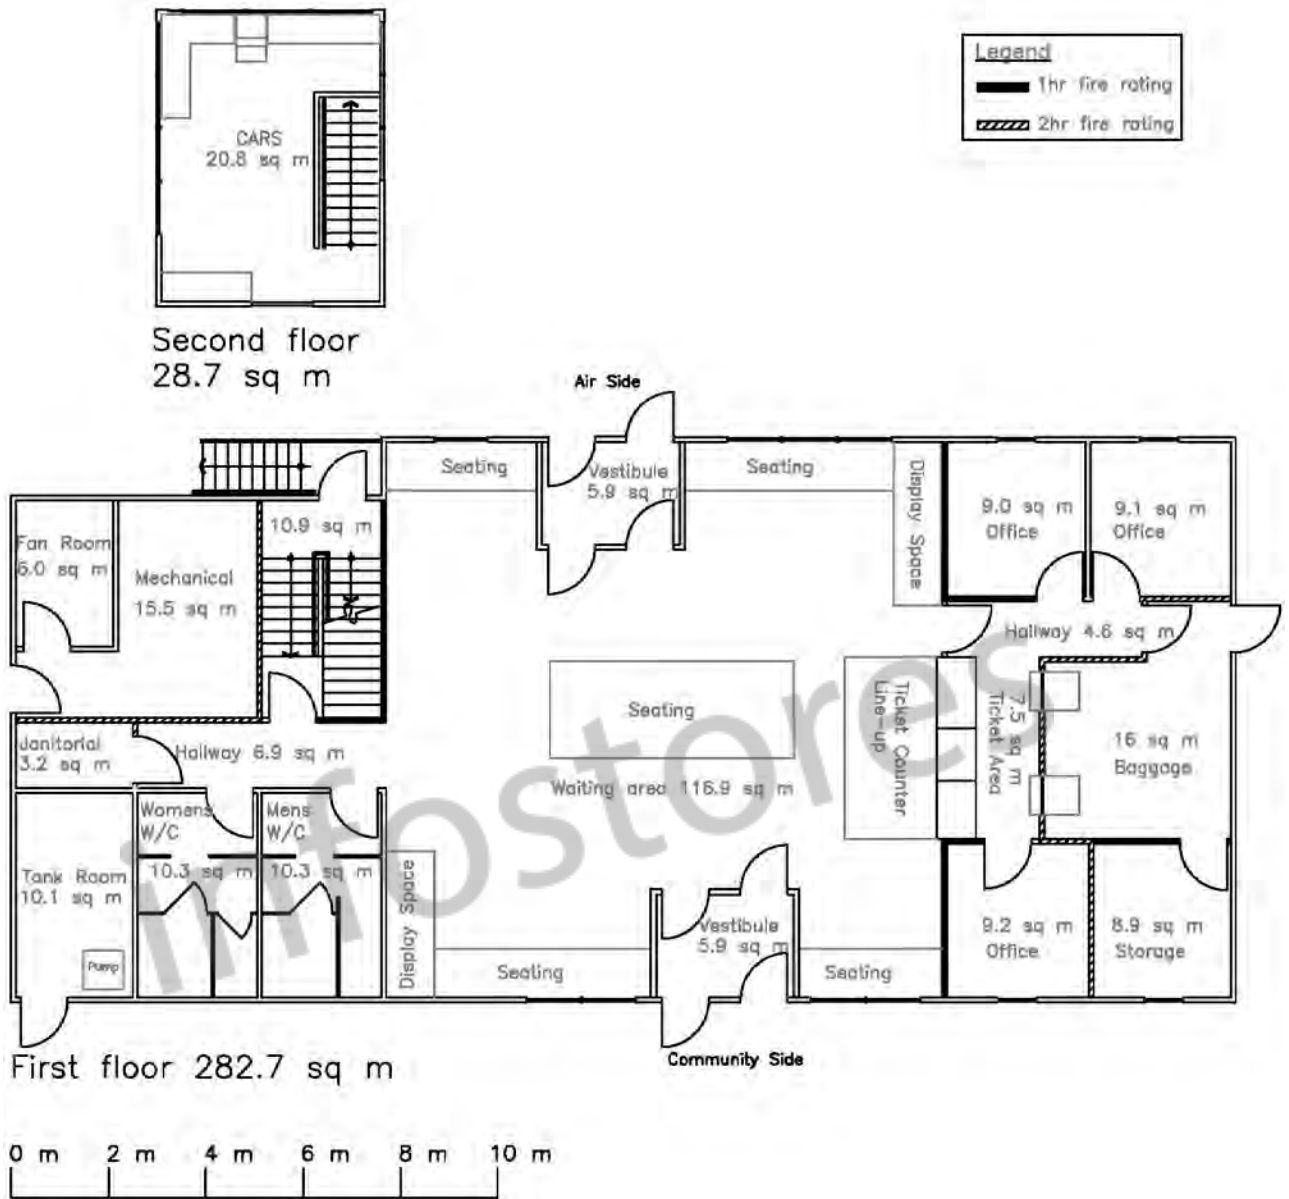 Legend
1hr fire rating
2hr fire rating
CARS
20.8 sq m
Second floor
28.7 sq m
Air Side
Seating
Vestibule
5.9 sq m
Seating
Display Space
9.0 sq m
Office
9.1 sq m
Office
10.9 sq m
Fan Room
6.0 sq m
Mechanical
15.5 sq m
Hallway 4.6 sq m
Seating
Ticket Counter
Line-up
7.5 sq m
Ticket Area
16 sq m
Baggage
Janitorial
3.2 sq m
Hallway 6.9 sq m
Waiting area 116.9 sq m
Womens
W/C
10.3 sq m
Mens
W/C
10.3 sq m
Tank Room
10.1 sq m
Pump
Display Space
Seating
Vestibule
5.9 sq m
Seating
9.2 sq m
Office
8.9 sq m
Storage
infostores
Community Side
First floor 282.7 sq m
0 m 2 m 4 m 6 m 8 m 10 m